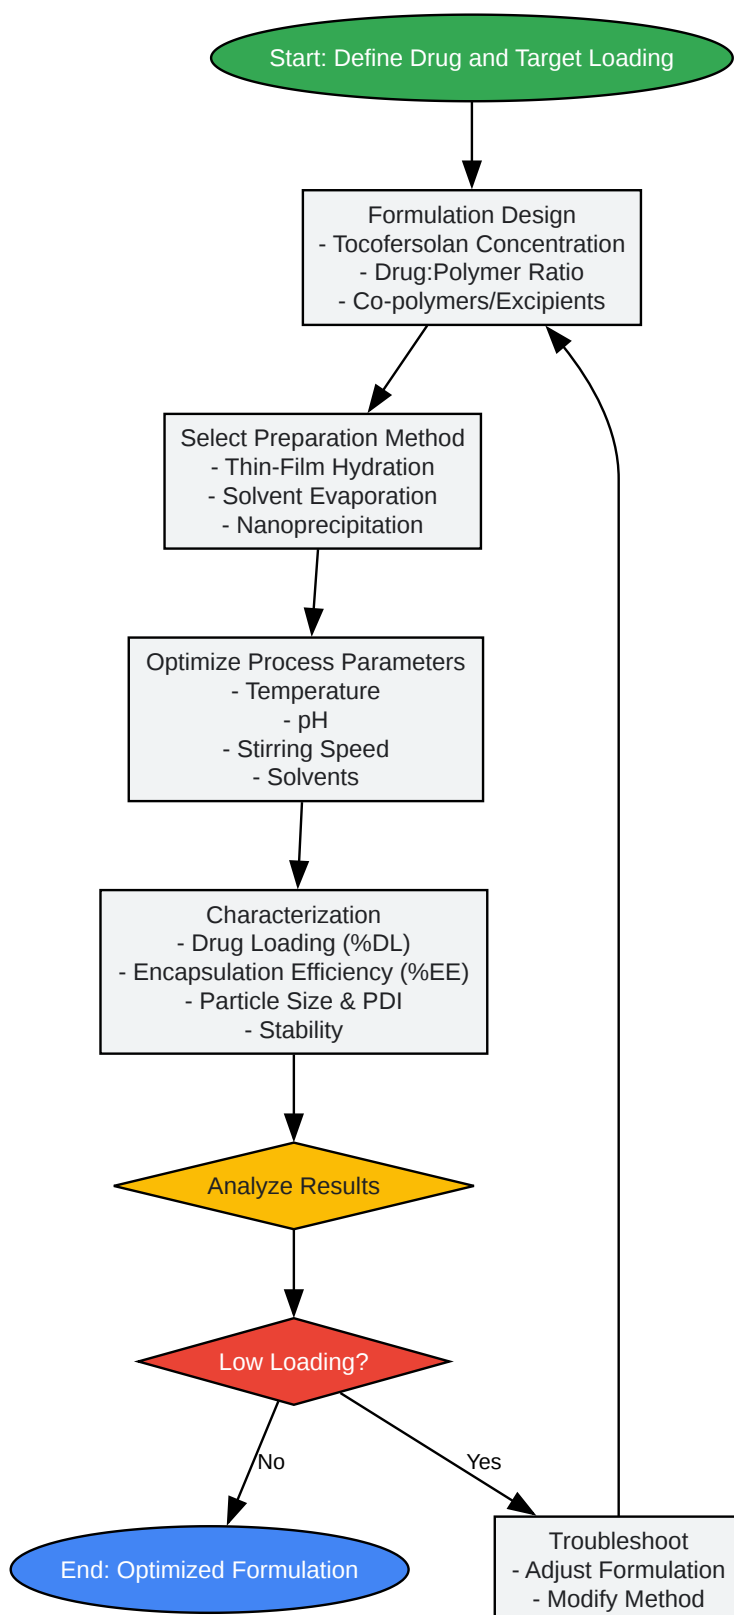 Start: Define Drug and Target Loading
Formulation Design
- Tocofersolan Concentration
- Drug:Polymer Ratio
- Co-polymers/Excipients
Select Preparation Method
- Thin-Film Hydration
- Solvent Evaporation
- Nanoprecipitation
Optimize Process Parameters
- Temperature
- pH
- Stirring Speed
- Solvents
Characterization
- Drug Loading (%DL)
- Encapsulation Efficiency (%EE)
- Particle Size & PDI
- Stability
Analyze Results
Low Loading?
No
Yes
End: Optimized Formulation
Troubleshoot
- Adjust Formulation
- Modify Method